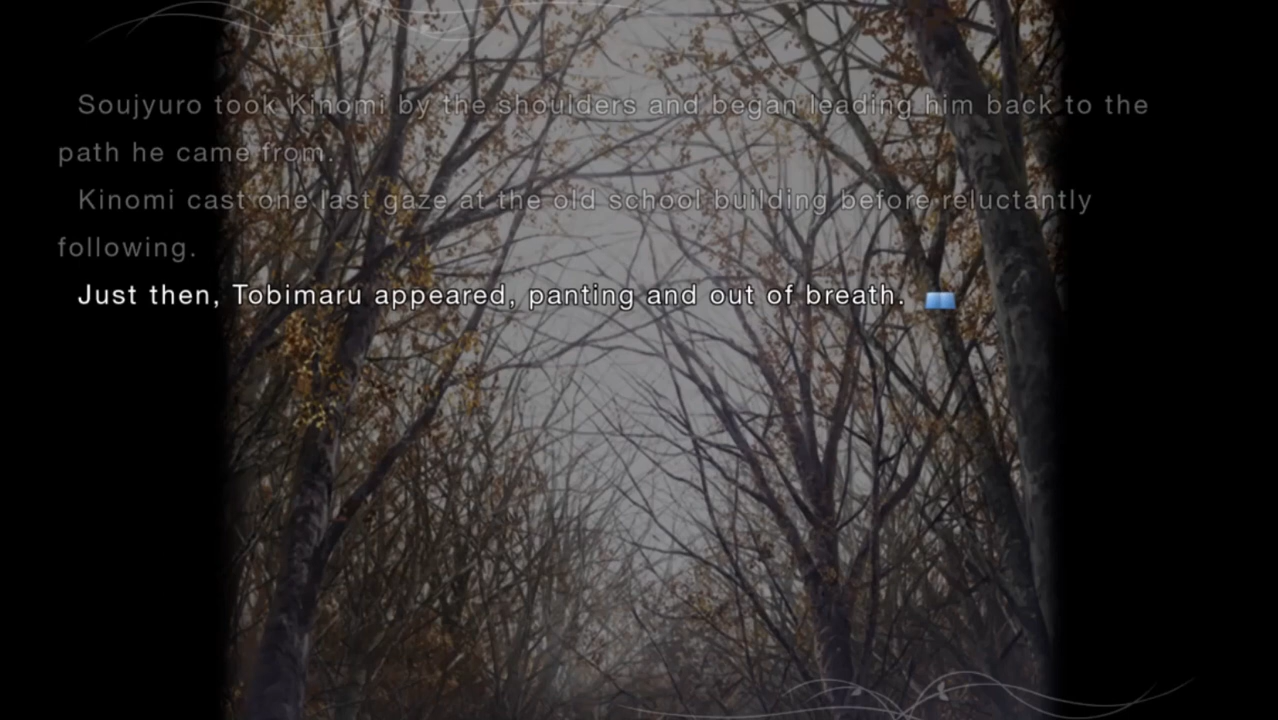 Soujyuro took Kinomi by the shoulders and began leading him back to the
path he came from.
Kinomi cast one last gaze at the old school building before reluctantly
following.
Just then, Tobimaru appeared, panting and out of breath.